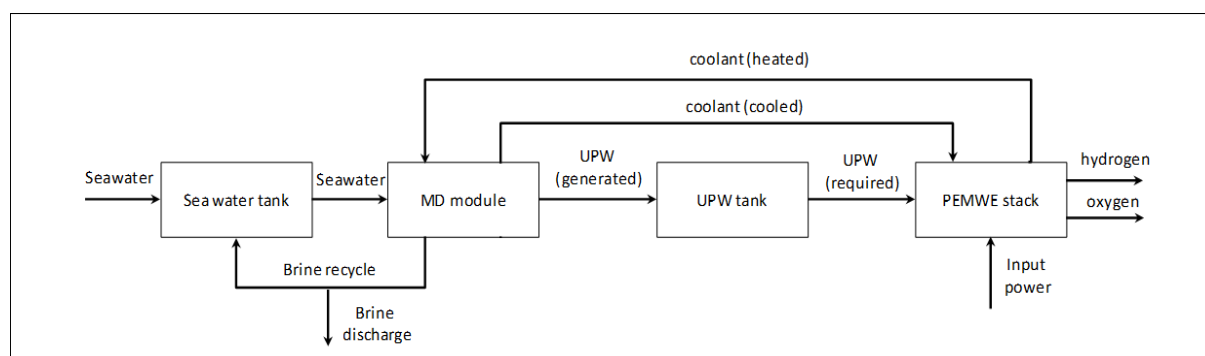 coolant (heated)
coolant (cooled)
Seawater
Sea water tank
Seawater
MD module
UPW
(generated)
UPW tank
UPW
(required)
PEMWE stack
hydrogen
oxygen
Brine recycle
Brine
discharge
Input
power